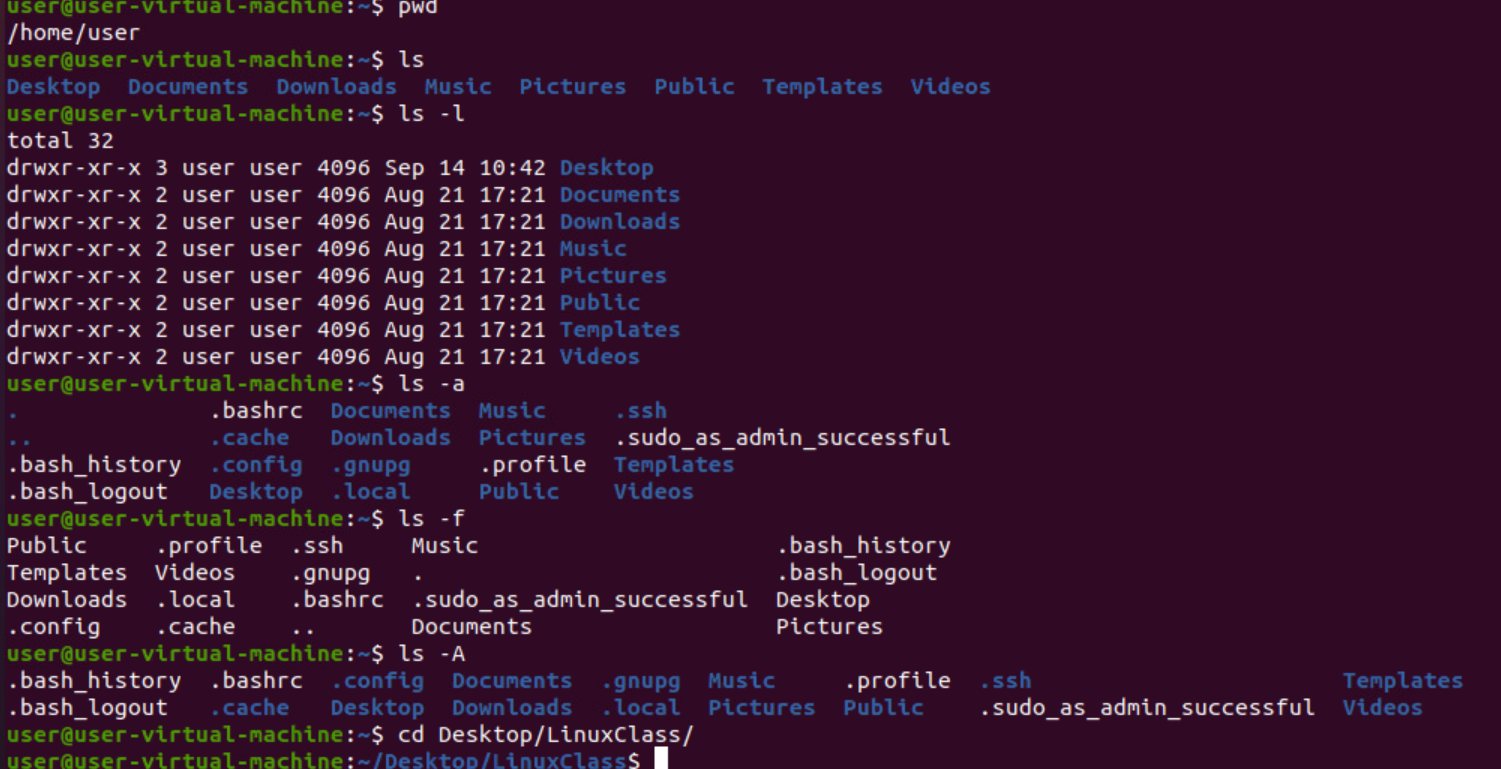 user@user-virtual-machine:~$ pwd
/home/user
user@user-virtual-machine:~$ ls
Desktop  Documents  Downloads  Music  Pictures  Public  Templates  Videos
user@user-virtual-machine:~$ ls -l
total 32
drwxr-xr-x 3 user user 4096 Sep 14 10:42 Desktop
drwxr-xr-x 2 user user 4096 Aug 21 17:21 Documents
drwxr-xr-x 2 user user 4096 Aug 21 17:21 Downloads
drwxr-xr-x 2 user user 4096 Aug 21 17:21 Music
drwxr-xr-x 2 user user 4096 Aug 21 17:21 Pictures
drwxr-xr-x 2 user user 4096 Aug 21 17:21 Public
drwxr-xr-x 2 user user 4096 Aug 21 17:21 Templates
drwxr-xr-x 2 user user 4096 Aug 21 17:21 Videos
user@user-virtual-machine:~$ ls -a
.              .bashrc  Documents  Music     .ssh
..             .cache   Downloads  Pictures  .sudo_as_admin_successful
.bash_history  .config  .gnupg     .profile  Templates
.bash_logout   Desktop  .local     Public    Videos
user@user-virtual-machine:~$ ls -f
Public     .profile  .ssh     Music                      .bash_history
Templates  Videos    .gnupg   .                          .bash_logout
Downloads  .local    .bashrc  .sudo_as_admin_successful  Desktop
.config    .cache    ..       Documents                  Pictures
user@user-virtual-machine:~$ ls -A
.bash_history  .bashrc  .config  Documents  .gnupg  Music     .profile  .ssh                       Templates
.bash_logout   .cache   Desktop  Downloads  .local  Pictures  Public    .sudo_as_admin_successful  Videos
user@user-virtual-machine:~$ cd Desktop/LinuxClass/
user@user-virtual-machine:~/Desktop/LinuxClass$